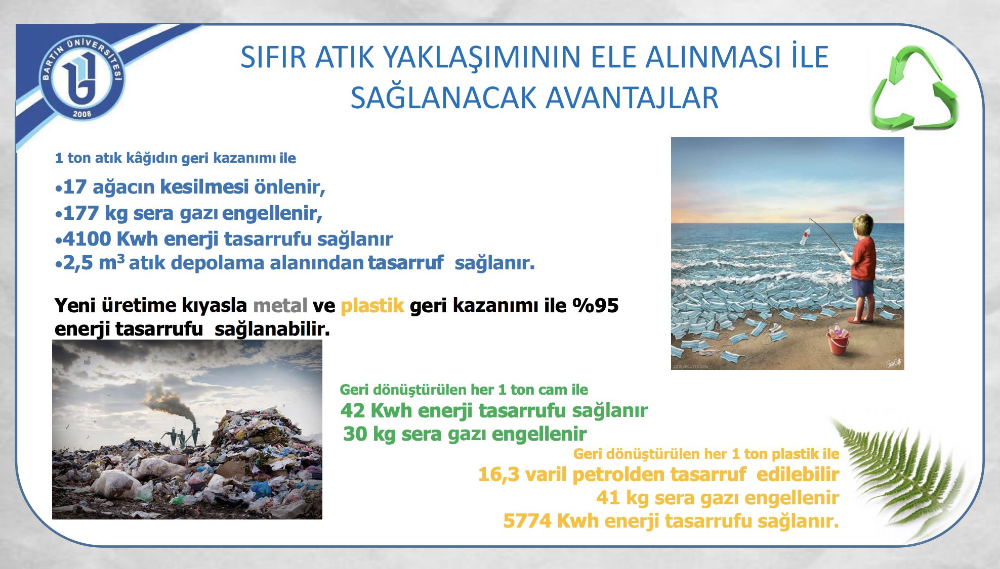 BARTIN ÜNİVERSİTESİ
2008
SIFIR ATIK YAKLAŞIMININ ELE ALINMASI İLE
SAĞLANACAK AVANTAJLAR
1 ton atık kâğıdın geri kazanımı ile
•17 ağacın kesilmesi önlenir,
•177 kg sera gazı engellenir,
•4100 Kwh enerji tasarrufu sağlanır
•2,5 m³ atık depolama alanından tasarruf sağlanır.
Yeni üretime kıyasla metal ve plastik geri kazanımı ile %95
enerji tasarrufu sağlanabilir.
©STEVECUTTS.COM
Steve Cutts
Geri dönüştürülen her 1 ton cam ile
42 Kwh enerji tasarrufu sağlanır
30 kg sera gazı engellenir
Geri dönüştürülen her 1 ton plastik ile
16,3 varil petrolden tasarruf edilebilir
41 kg sera gazı engellenir
5774 Kwh enerji tasarrufu sağlanır.